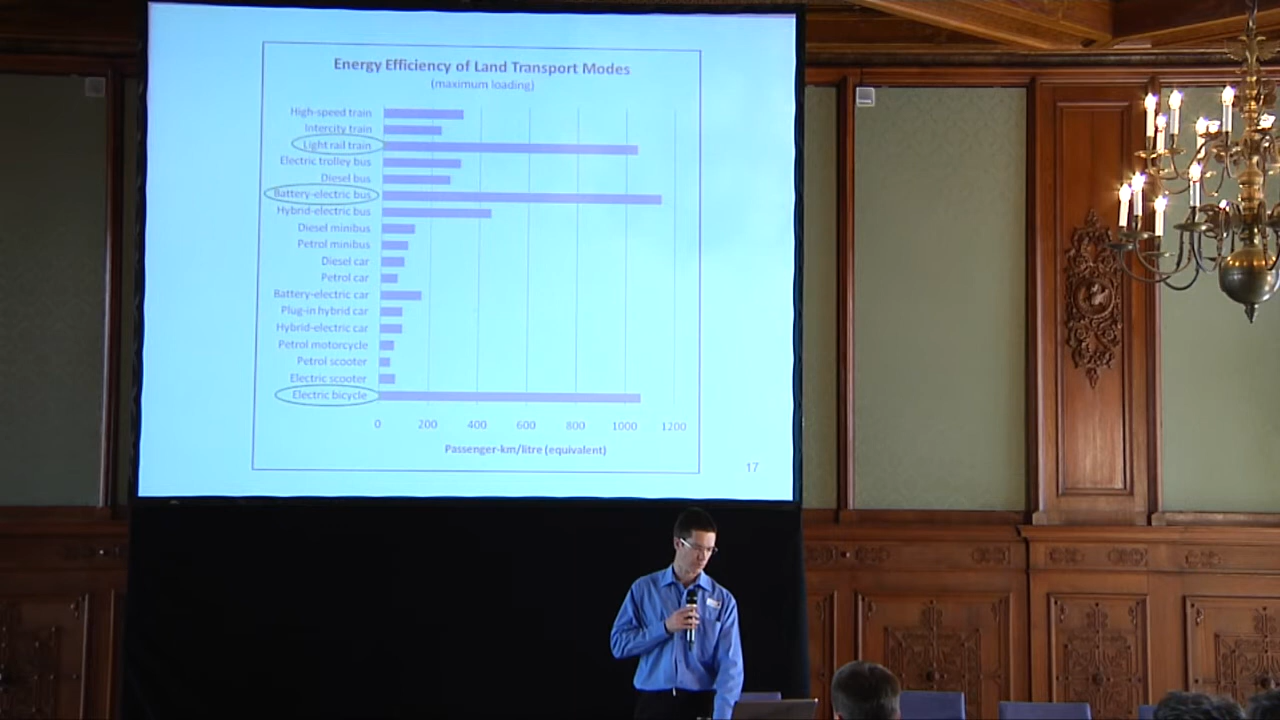 Energy Efficiency of Land Transport Modes
(maximum loading)
High-speed train
Intercity train
Light rail train
Electric trolley bus
Diesel bus
Battery-electric bus
Hybrid-electric bus
Diesel minibus
Petrol minibus
Diesel car
Petrol car
Battery-electric car
Plug-in hybrid car
Hybrid-electric car
Petrol motorcycle
Petrol scooter
Electric scooter
Electric bicycle
0 200 400 600 800 1000 1200
Passenger-km/litre (equivalent)
17